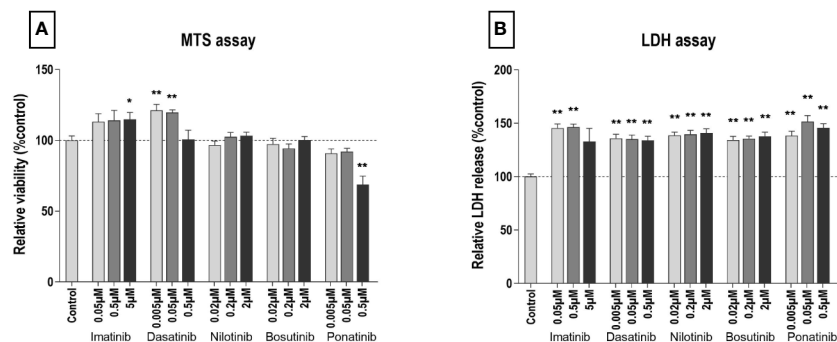 A
MTS assay
Relative viability (%control)
150
100
50
0
*
** **
**
Control
0.05μM
0.5μM
5μM
0.005μM
0.05μM
0.5μM
0.02μM
0.2μM
2μM
0.02μM
0.2μM
2μM
0.005μM
0.05μM
0.5μM
Imatinib Dasatinib Nilotinib Bosutinib Ponatinib
B
LDH assay
Relative LDH release (%control)
200
150
100
50
0
** **
** ** **
** ** **
** ** **
** ** **
Control
0.05μM
0.5μM
5μM
0.005μM
0.05μM
0.5μM
0.02μM
0.2μM
2μM
0.02μM
0.2μM
2μM
0.005μM
0.05μM
0.5μM
Imatinib Dasatinib Nilotinib Bosutinib Ponatinib